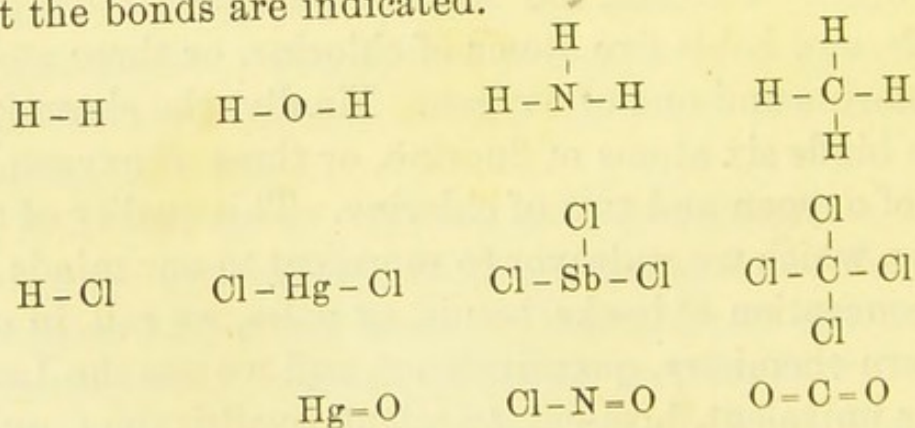 t the bonds are indicated.
H H
H–H H–O–H H–N–H H–C–H
H
Cl Cl
H–Cl Cl–Hg–Cl Cl–Sb–Cl Cl–C–Cl
Cl
Hg=O Cl–N=O O=C=O